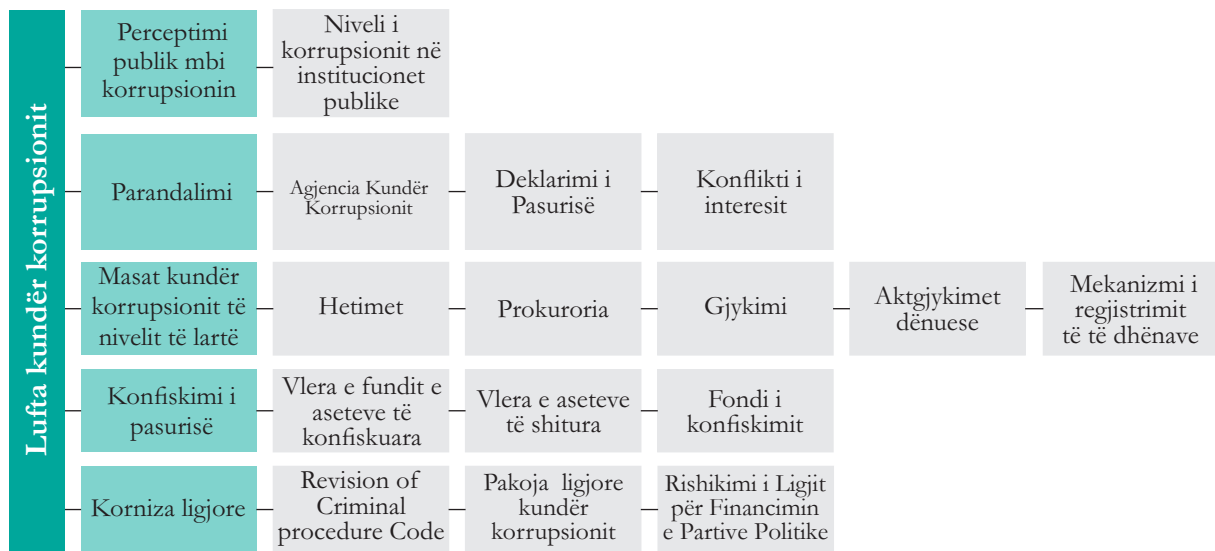 Lufta kundër korrupsionit
Perceptimi
publik mbi
korrupsionin
Niveli i
korrupsionit në
institucionet
publike
Parandalimi
Agjencia Kundër
Korrupsionit
Deklarimi i
Pasurisë
Konflikti i
interesit
Masat kundër
korrupsionit të
nivelit të lartë
Hetimet
Prokuroria
Gjykimi
Aktgjykimet
dënuese
Mekanizmi i
regjistrimit
të të dhënave
Konfiskimi i
pasurisë
Vlera e fundit e
aseteve të
konfiskuara
Vlera e aseteve
të shitura
Fondi i
konfiskimit
Korniza ligjore
Revision of
Criminal
procedure Code
Pakoja ligjore
kundër
korrupsionit
Rishikimi i Ligjit
për Financimin
e Partive Politike